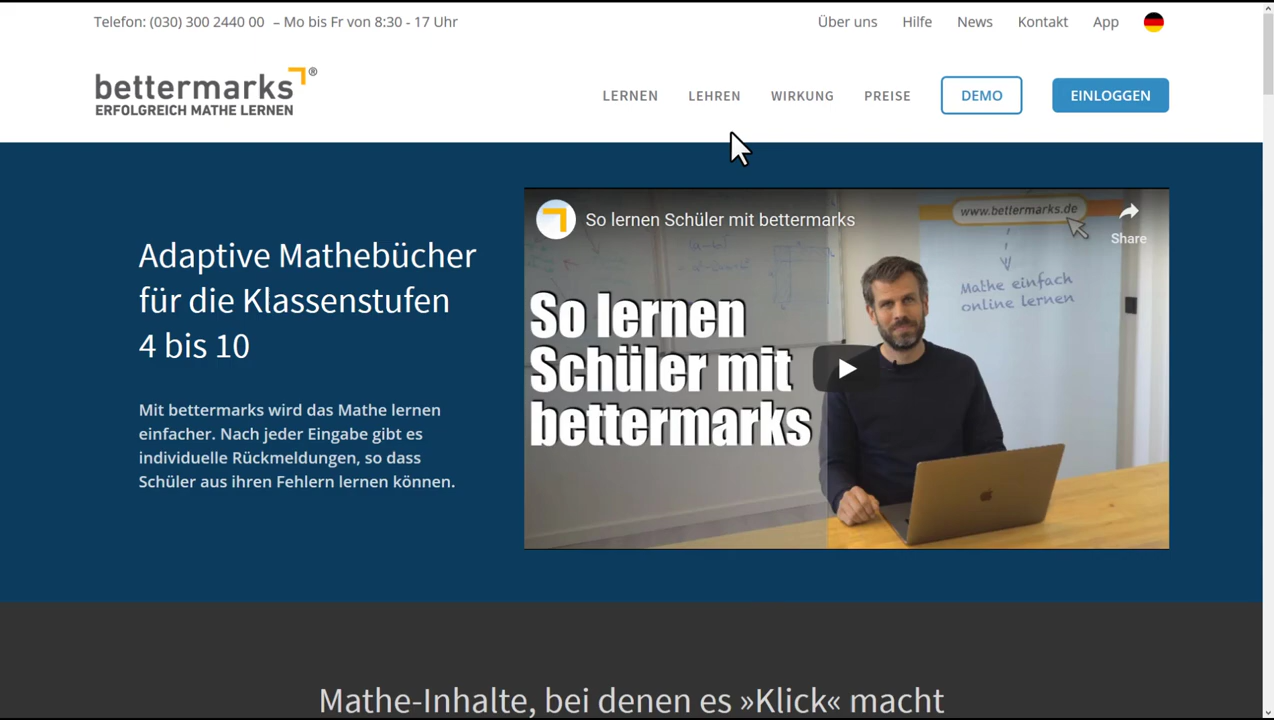 Telefon: (030) 300 2440 00 – Mo bis Fr von 8:30 - 17 Uhr
Über uns Hilfe News Kontakt App
bettermarks®
ERFOLGREICH MATHE LERNEN
LERNEN LEHREN WIRKUNG PREISE DEMO EINLOGGEN
Adaptive Mathebücher
für die Klassenstufen
4 bis 10
Mit bettermarks wird das Mathe lernen
einfacher. Nach jeder Eingabe gibt es
individuelle Rückmeldungen, so dass
Schüler aus ihren Fehlern lernen können.
So lernen Schüler mit bettermarks
Share
www.bettermarks.de
Mathe einfach
online lernen
So lernen
Schüler mit
bettermarks
Mathe-Inhalte, bei denen es »Klick« macht